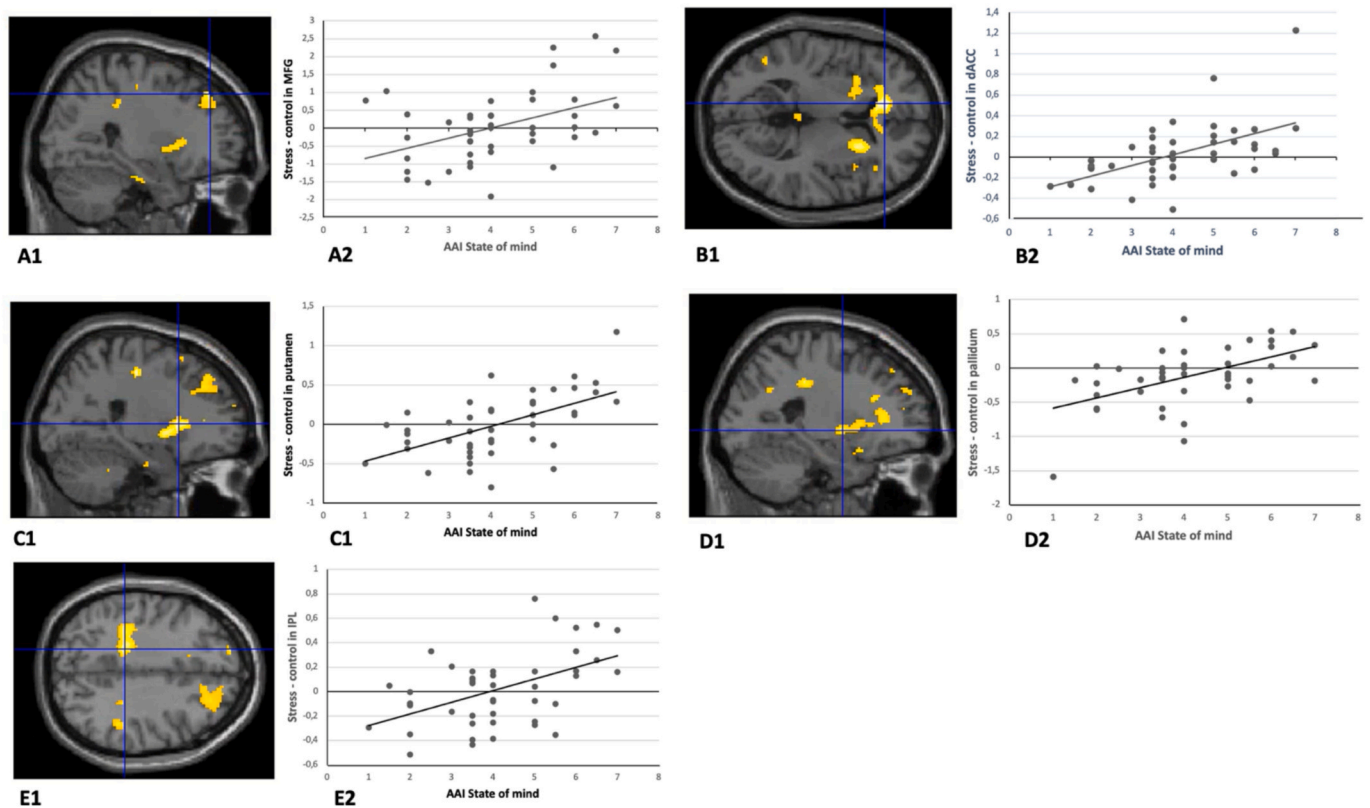 Stress - control in MFG
3
2,5
2
1,5
1
0,5
0
-0,5
-1
-1,5
-2
-2,5
0 1 2 3 4 5 6 7 8
AAI State of mind
A1
A2
Stress - control in dACC
1,4
1,2
1
0,8
0,6
0,4
0,2
0
-0,2
-0,4
-0,6
0 1 2 3 4 5 6 7 8
AAI State of mind
B1
B2
Stress - control in putamen
1,5
1
0,5
0
-0,5
-1
0 1 2 3 4 5 6 7 8
AAI State of mind
C1
C1
Stress - control in pallidum
1
0,5
0
-0,5
-1
-1,5
-2
0 1 2 3 4 5 6 7 8
AAI State of mind
D1
D2
Stress - control in IPL
1
0,8
0,6
0,4
0,2
0
-0,2
-0,4
-0,6
0 1 2 3 4 5 6 7 8
AAI State of mind
E1
E2